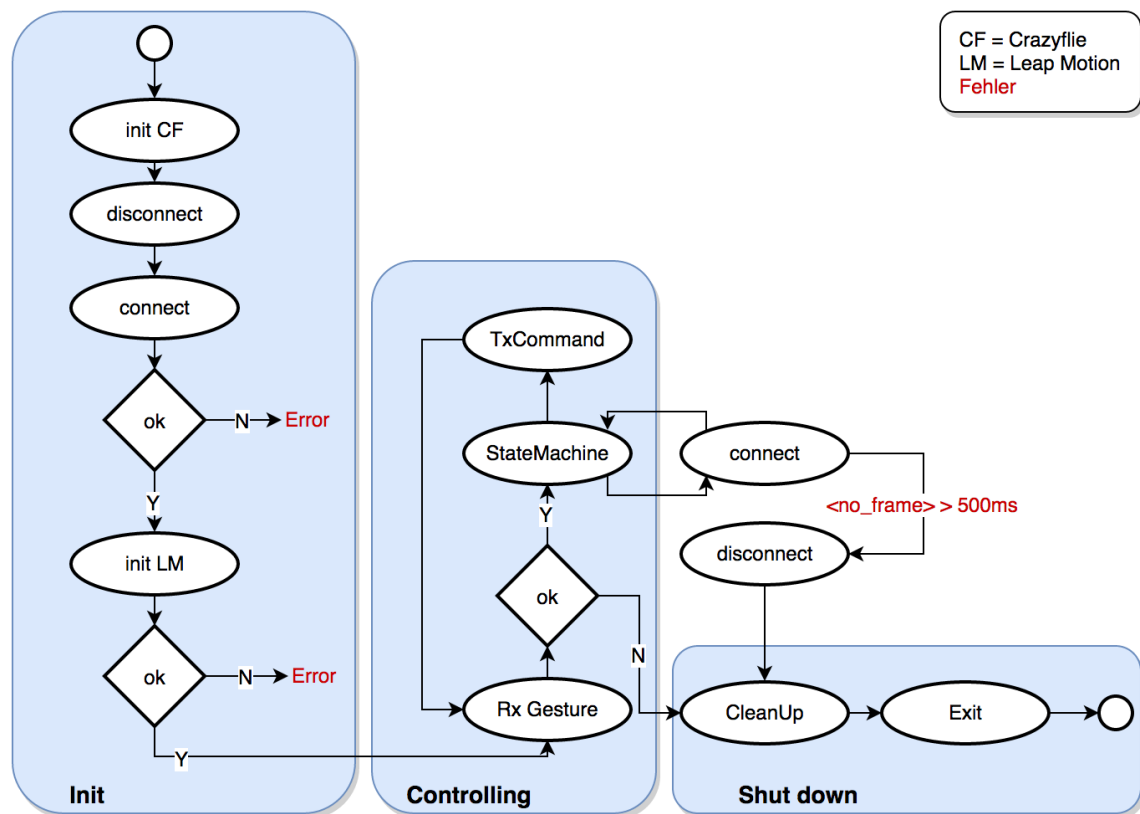 CF = Crazyflie
LM = Leap Motion
Fehler
init CF
disconnect
connect
ok
N
Error
Y
init LM
ok
N
Error
Y
Init
TxCommand
StateMachine
Y
ok
N
Rx Gesture
Controlling
connect
<no_frame> > 500ms
disconnect
CleanUp
Exit
Shut down